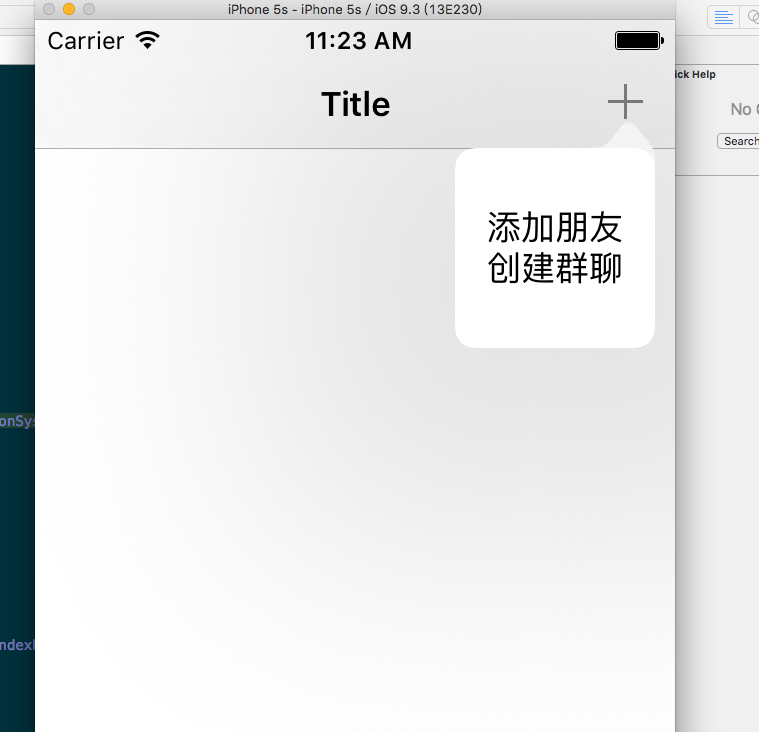 iPhone 5s - iPhone 5s / iOS 9.3 (13E230)
Carrier
11:23 AM
ick Help
Title
No
Search
添加朋友
创建群聊
onSys
ndex